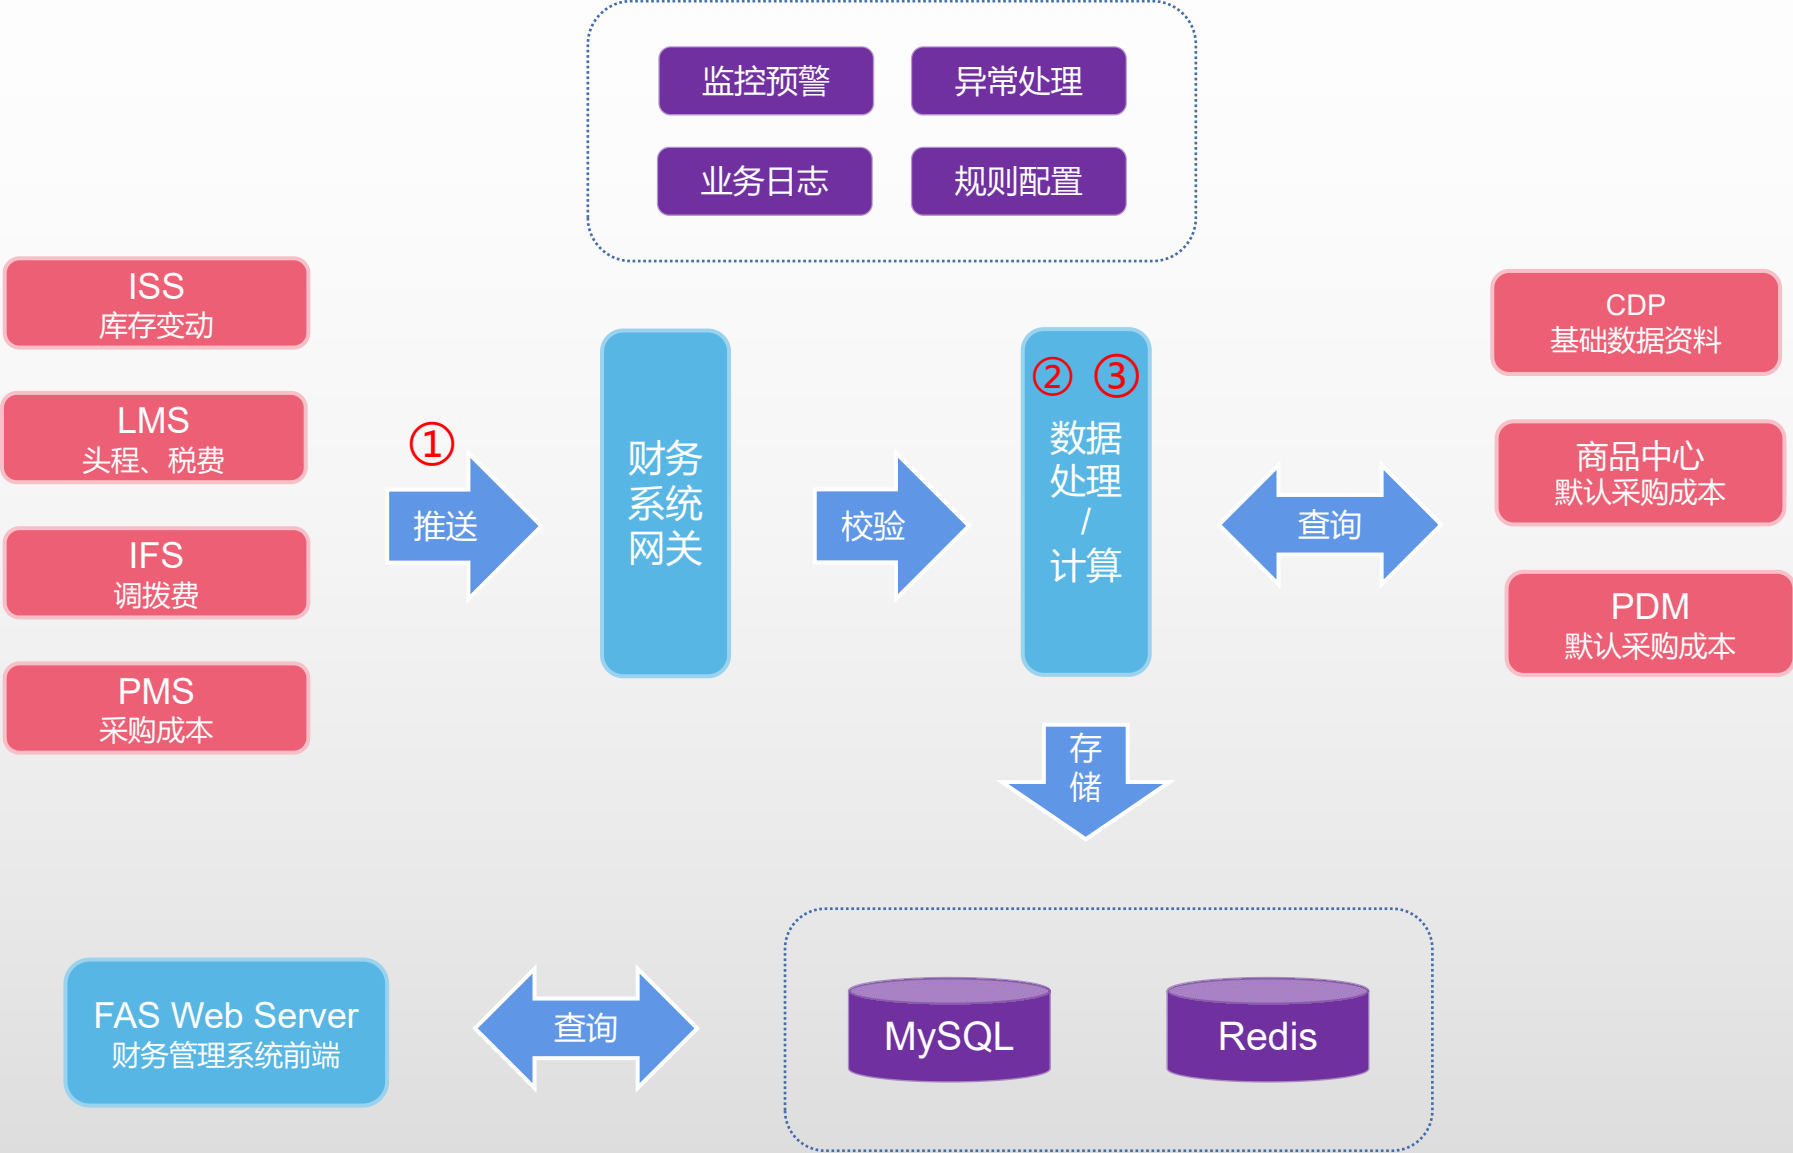 监控预警
异常处理
业务日志
规则配置
ISS
库存变动
LMS
头程、税费
IFS
调拨费
PMS
采购成本
①
推送
财务
系统
网关
校验
② ③
数据
处理
/
计算
查询
CDP
基础数据资料
商品中心
默认采购成本
PDM
默认采购成本
存
储
FAS Web Server
财务管理系统前端
查询
MySQL
Redis